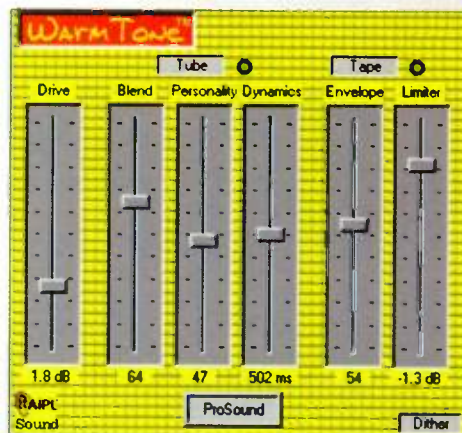 WARMTONE™
Tube Tape
Drive Blend Personality Dynamics Envelope Limiter
1.8 dB 64 47 502 ms 54 -1.3 dB
ProSound
Sound Dither